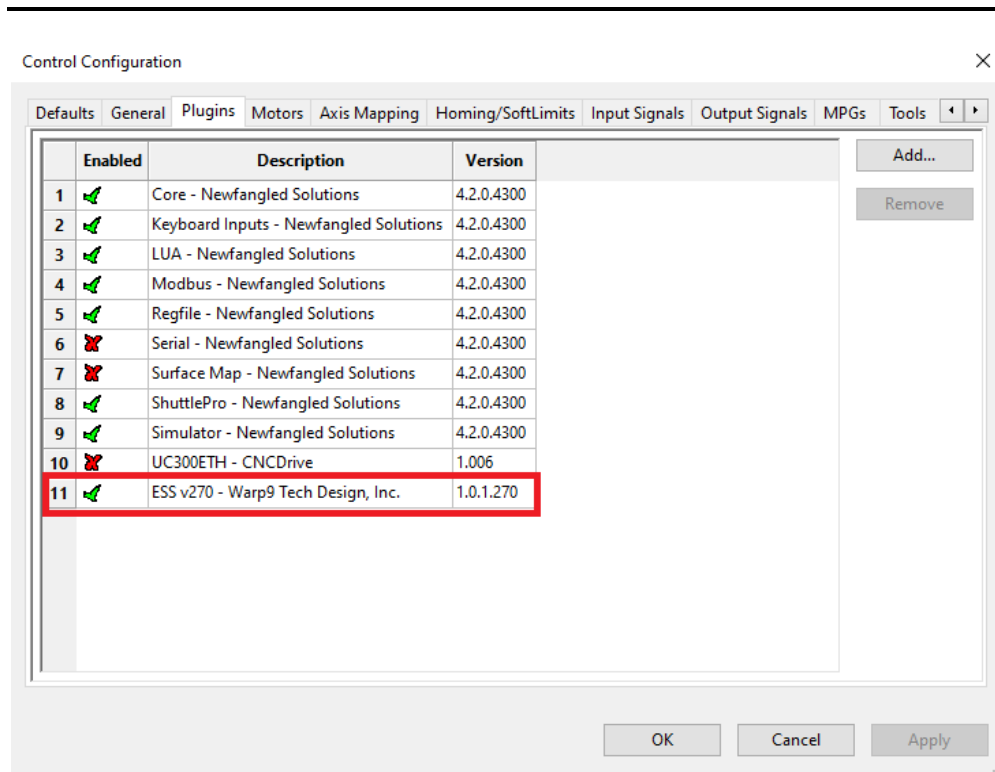 Control Configuration
Defaults General Plugins Motors Axis Mapping Homing/SoftLimits Input Signals Output Signals MPGs Tools
Enabled Description Version
Add...
1 Core - Newfangled Solutions 4.2.0.4300
Remove
2 Keyboard Inputs - Newfangled Solutions 4.2.0.4300
3 LUA - Newfangled Solutions 4.2.0.4300
4 Modbus - Newfangled Solutions 4.2.0.4300
5 Regfile - Newfangled Solutions 4.2.0.4300
6 Serial - Newfangled Solutions 4.2.0.4300
7 Surface Map - Newfangled Solutions 4.2.0.4300
8 ShuttlePro - Newfangled Solutions 4.2.0.4300
9 Simulator - Newfangled Solutions 4.2.0.4300
10 UC300ETH - CNCDrive 1.006
11 ESS v270 - Warp9 Tech Design, Inc. 1.0.1.270
OK Cancel Apply